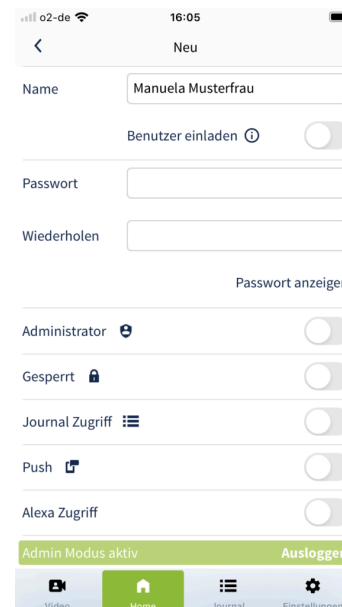 o2-de 16:05
Neu
Name Manuela Musterfrau
Benutzer einladen
Passwort
Wiederholen
Passwort anzeigen
Administrator
Gesperrt
Journal Zugriff
Push
Alexa Zugriff
Admin Modus aktiv Ausloggen
Video Home Journal Einstellungen